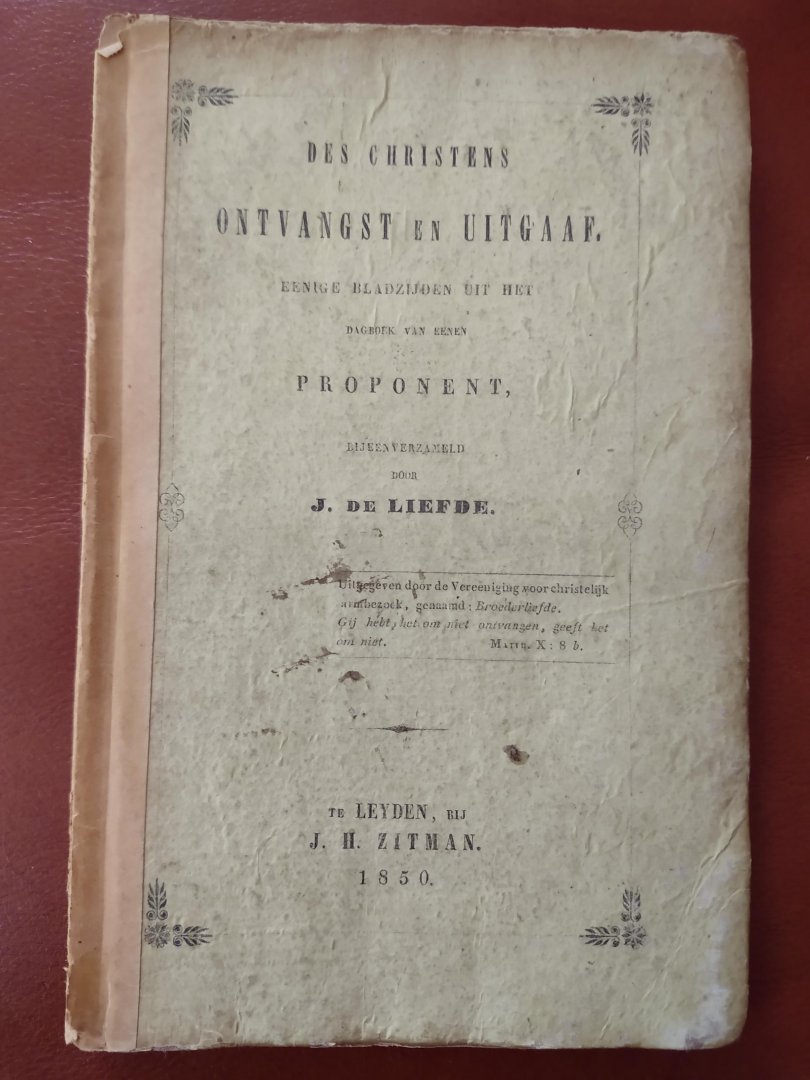 DES CHRISTENS
ONTVANGST EN UITGAAF.
EENIGE BLADZIJDEN UIT HET
DAGBOEK VAN EENEN
PROPONENT,
BIJEENVERZAMELD
DOOR
J. DE LIEFDE.
Uitgegeven door de Vereeniging voor christelijk
armbezoek, genaamd: Broederliefde.
Gij hebt het om niet ontvangen, geeft het
om niet. MATTH. X: 8 b.
TE LEYDEN, BIJ
J. H. ZITMAN.
1850.